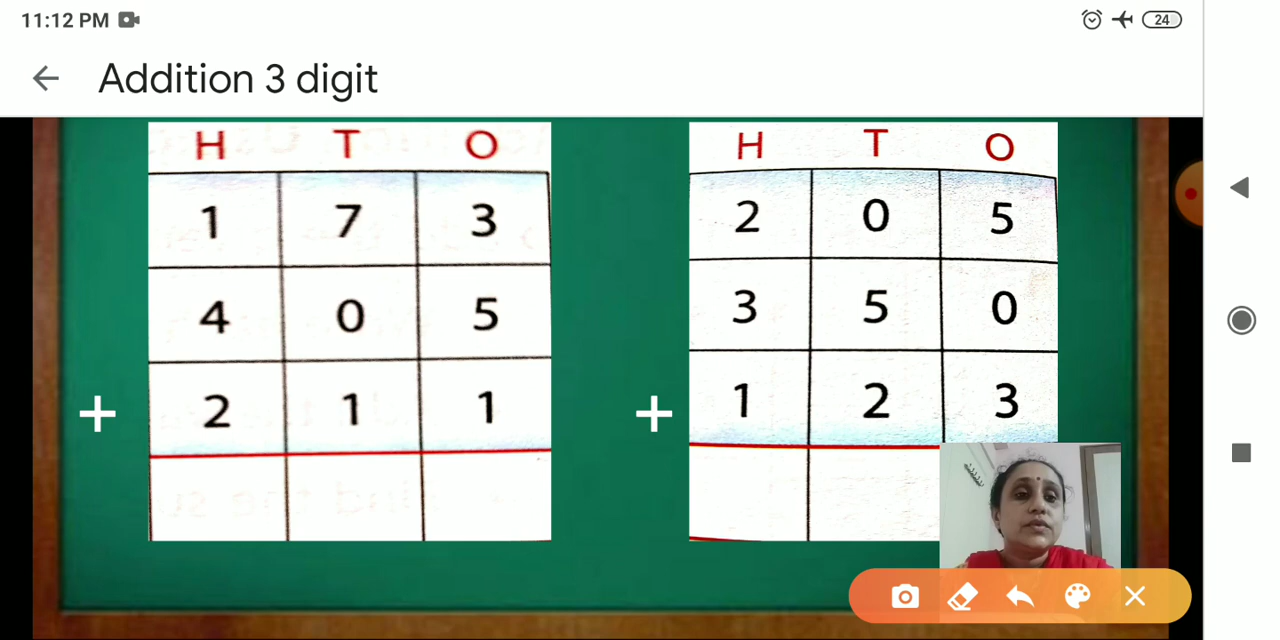 11:12 PM
24
Addition 3 digit
H T O
1 7 3
4 0 5
+ 2 1 1
H T O
2 0 5
3 5 0
+ 1 2 3